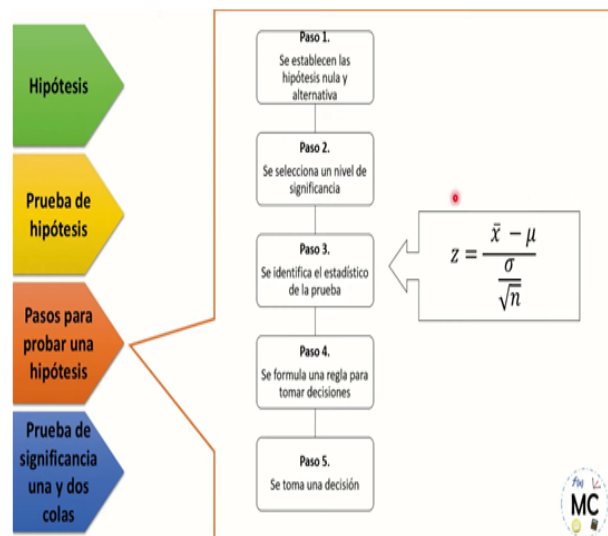 Hipótesis
Prueba de
hipótesis
Pasos para
probar una
hipótesis
Prueba de
significancia
una y dos
colas
Paso 1.
Se establecen las
hipótesis nula y
alternativa
Paso 2.
Se selecciona un nivel de
significancia
Paso 3.
Se identifica el estadístico
de la prueba
z = x̄ − μ
σ
√n
Paso 4.
Se formula una regla para
tomar decisiones
Paso 5.
Se toma una decisión
f(x)
MC